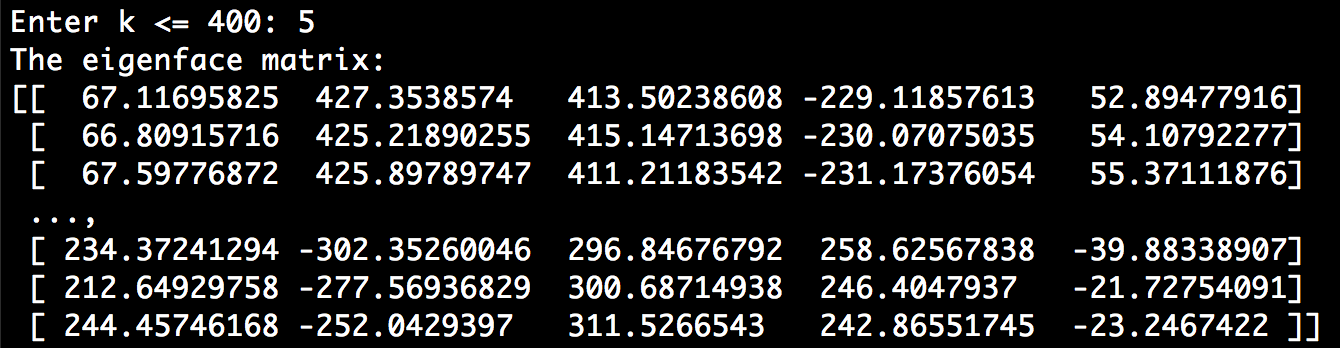 Enter k <= 400: 5
The eigenface matrix:
[[  67.11695825  427.3538574   413.50238608 -229.11857613   52.89477916]
 [  66.80915716  425.21890255  415.14713698 -230.07075035   54.10792277]
 [  67.59776872  425.89789747  411.21183542 -231.17376054   55.37111876]
 ...,
 [ 234.37241294 -302.35260046  296.84676792  258.62567838  -39.88338907]
 [ 212.64929758 -277.56936829  300.68714938  246.4047937   -21.72754091]
 [ 244.45746168 -252.0429397   311.5266543   242.86551745  -23.2467422 ]]